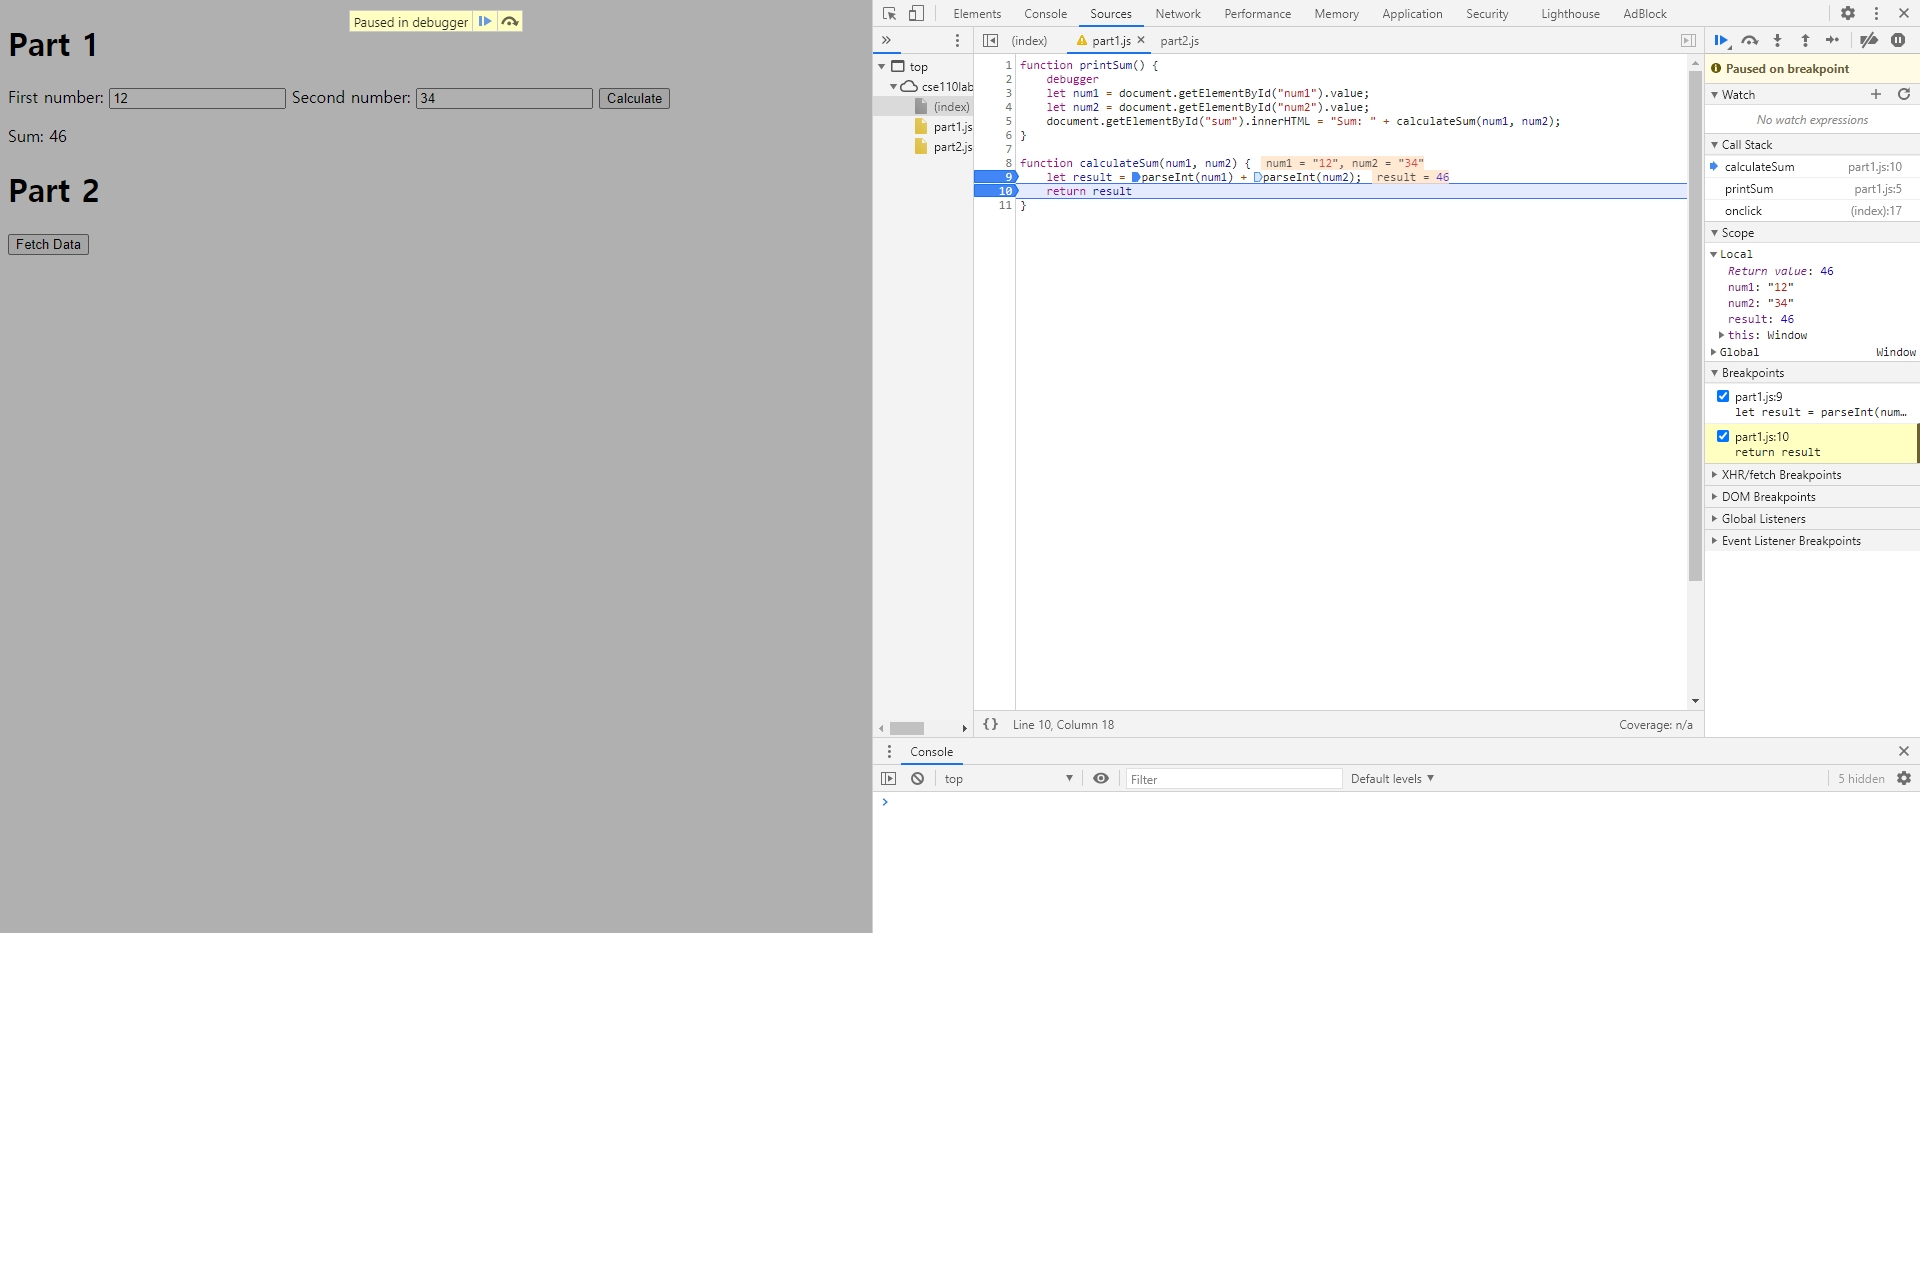 Paused in debugger
Part 1
First number: 12 Second number: 34 Calculate
Sum: 46
Part 2
Fetch Data
Elements Console Sources Network Performance Memory Application Security Lighthouse AdBlock
(index) part1.js part2.js
top
cse110lab
(index)
part1.js
part2.js
1 function printSum() {
2 debugger
3 let num1 = document.getElementById("num1").value;
4 let num2 = document.getElementById("num2").value;
5 document.getElementById("sum").innerHTML = "Sum: " + calculateSum(num1, num2);
6 }
7
8 function calculateSum(num1, num2) { num1 = "12", num2 = "34"
9 let result = parseInt(num1) + parseInt(num2); result = 46
10 return result
11 }
{} Line 10, Column 18 Coverage: n/a
Paused on breakpoint
Watch
No watch expressions
Call Stack
calculateSum part1.js:10
printSum part1.js:5
onclick (index):17
Scope
Local
Return value: 46
num1: "12"
num2: "34"
result: 46
this: Window
Global Window
Breakpoints
part1.js:9
let result = parseInt(num…
part1.js:10
return result
XHR/fetch Breakpoints
DOM Breakpoints
Global Listeners
Event Listener Breakpoints
Console
top Filter Default levels 5 hidden